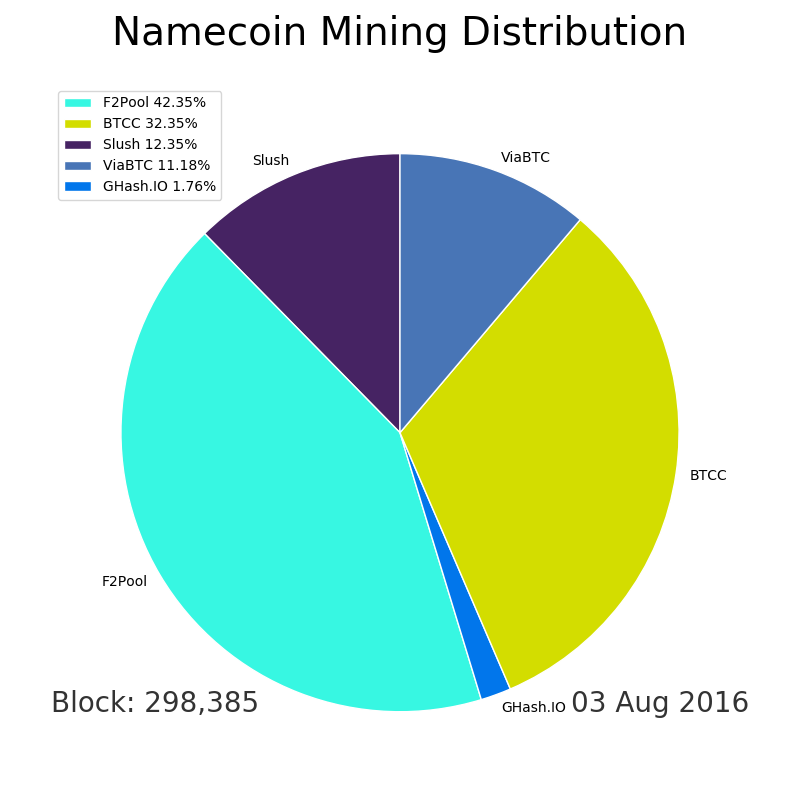 Namecoin Mining Distribution
F2Pool 42.35%
BTCC 32.35%
Slush 12.35%
ViaBTC 11.18%
GHash.IO 1.76%
Slush
ViaBTC
BTCC
F2Pool
GHash.IO
Block: 298,385
03 Aug 2016